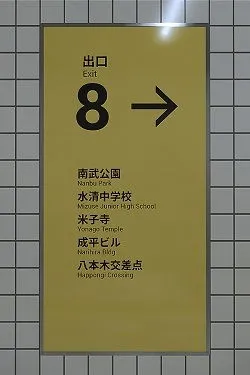 出口
Exit
8 →
南武公園
Nanbu Park
水清中学校
Mizuse Junior High School
米子寺
Yonago Temple
成平ビル
Narihira Bldg
八本木交差点
Happongi Crossing